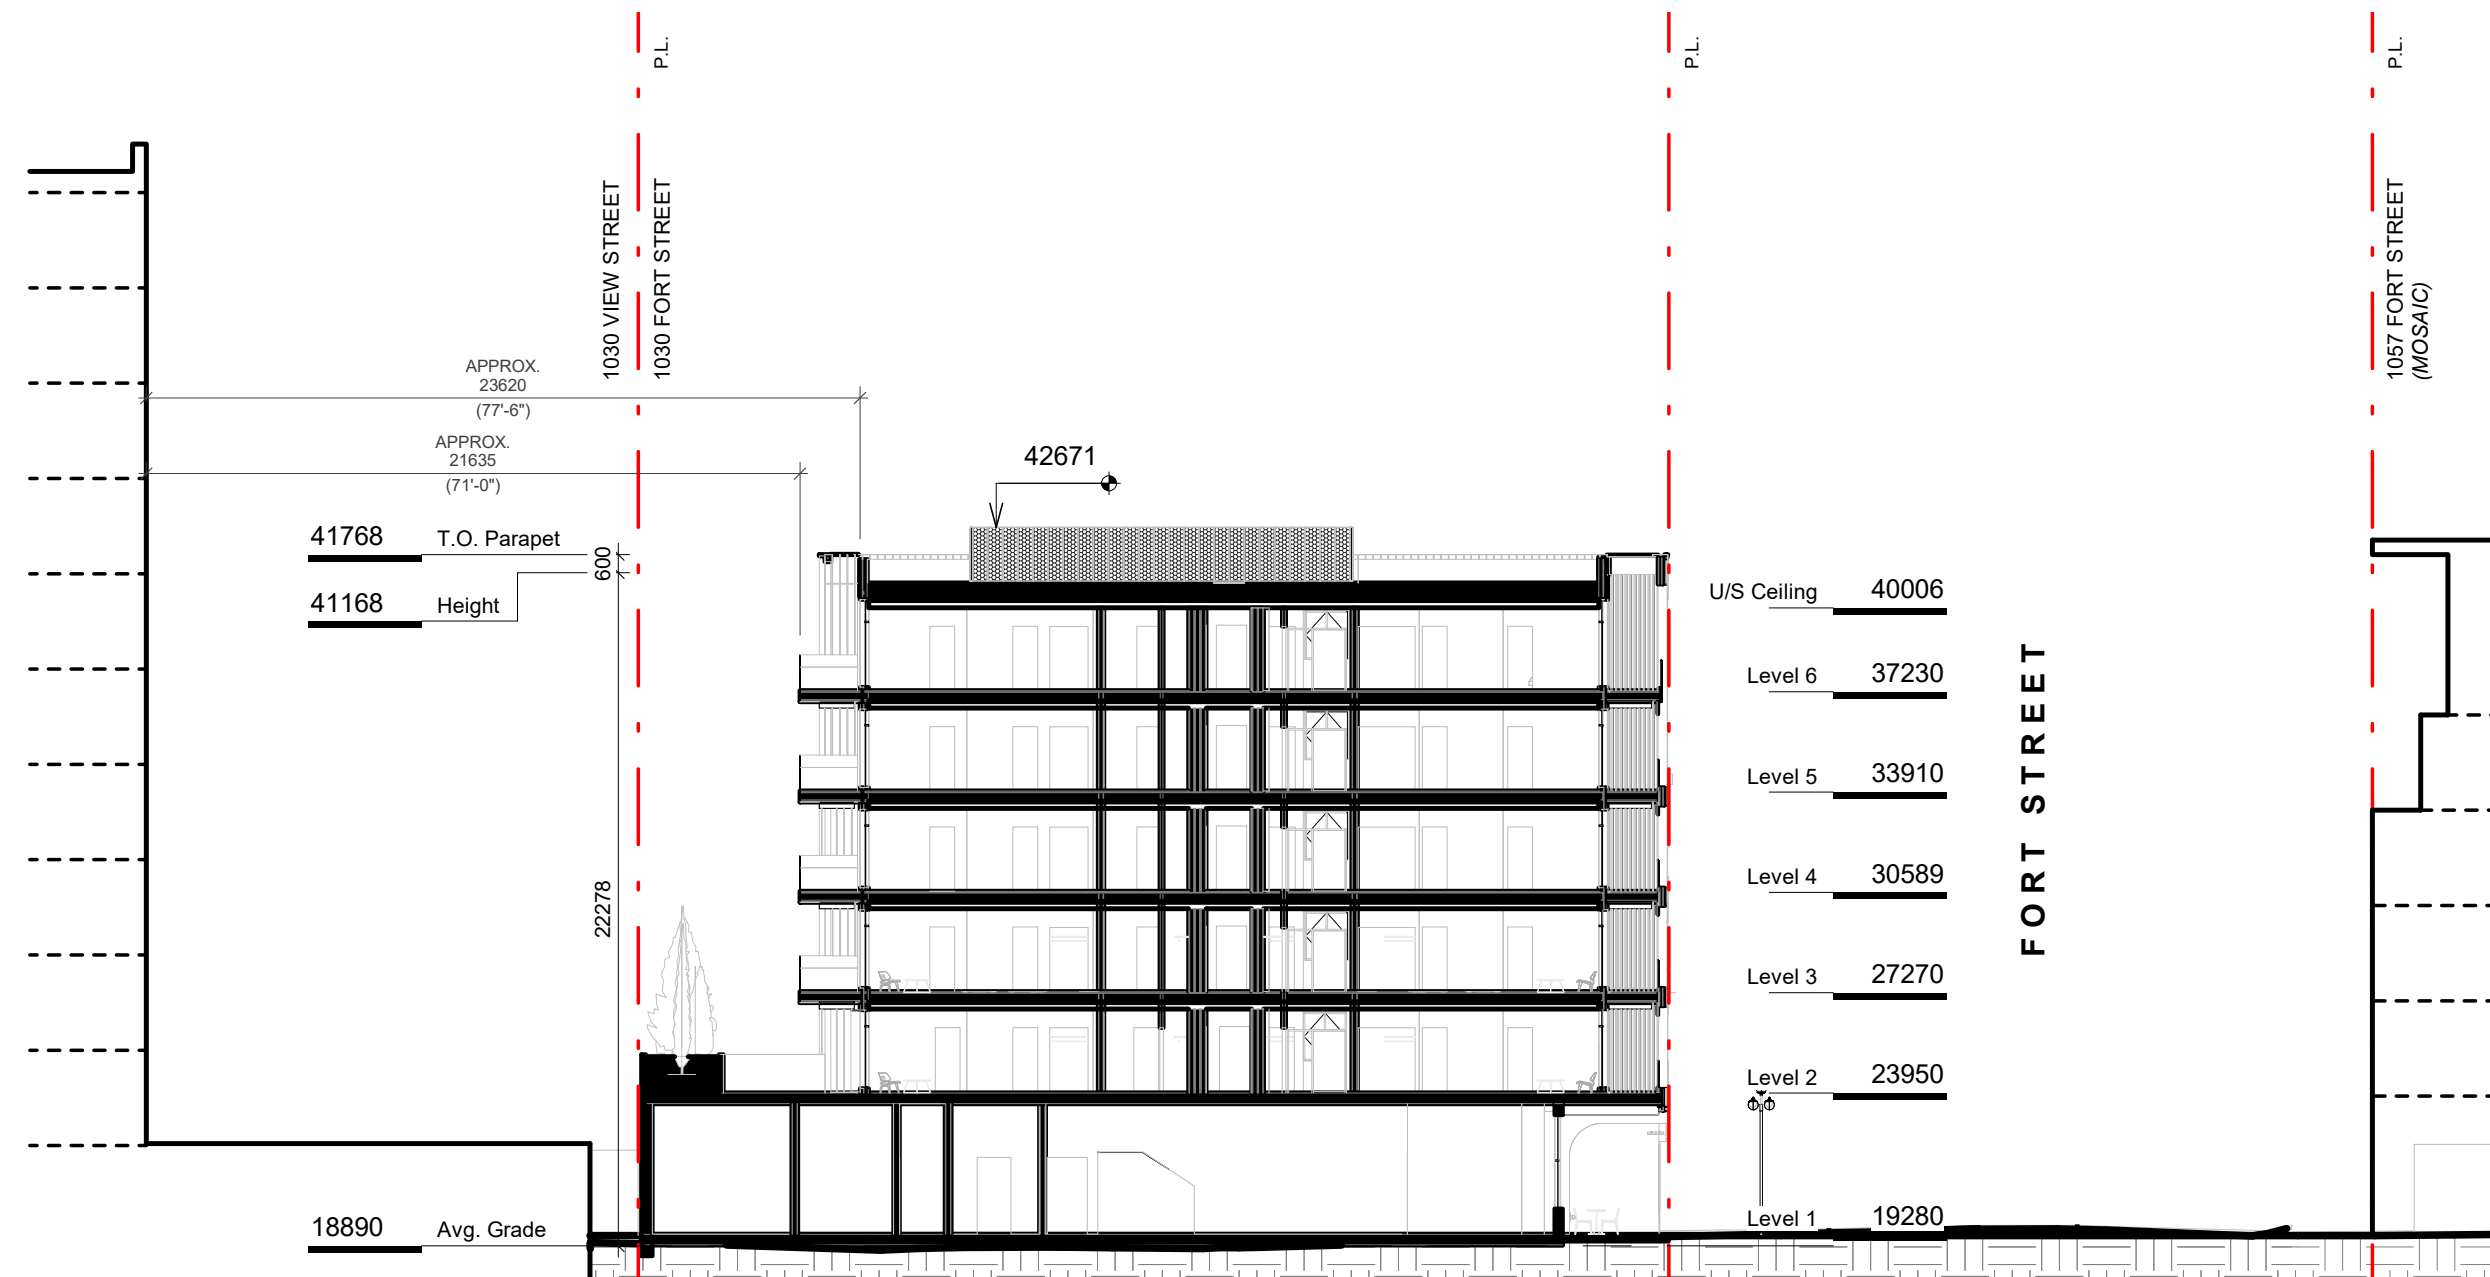 P.L.
P.L.
P.L.
1030 VIEW STREET
1030 FORT STREET
1057 FORT STREET
(MOSAIC)
APPROX.
23620
(77'-6")
APPROX.
21635
(71'-0")
42671
41768 T.O. Parapet
600
41168 Height
22278
18890 Avg. Grade
U/S Ceiling 40006
Level 6 37230
Level 5 33910
Level 4 30589
Level 3 27270
Level 2 23950
Level 1 19280
FORT STREET